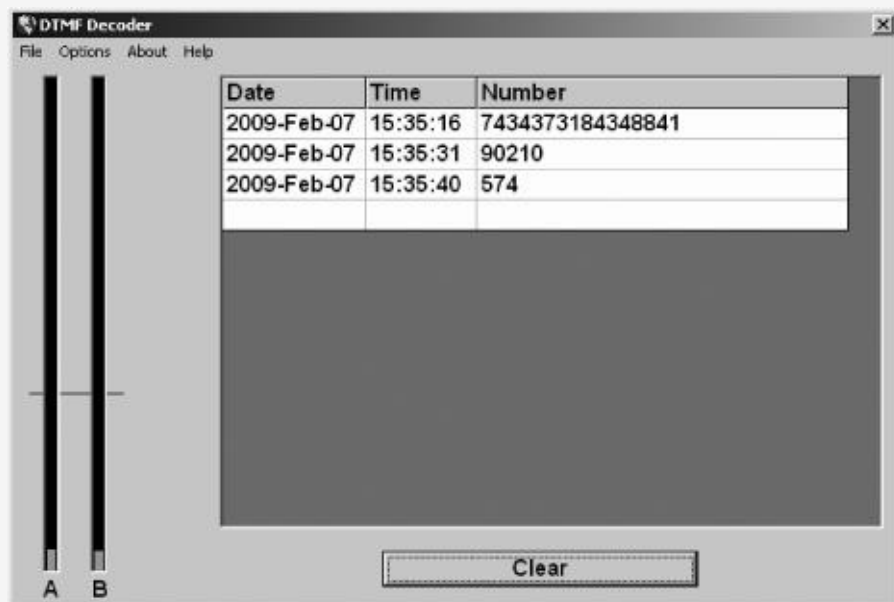 DTMF Decoder
File Options About Help
Date Time Number
2009-Feb-07 15:35:16 7434373184348841
2009-Feb-07 15:35:31 90210
2009-Feb-07 15:35:40 574
Clear
A B